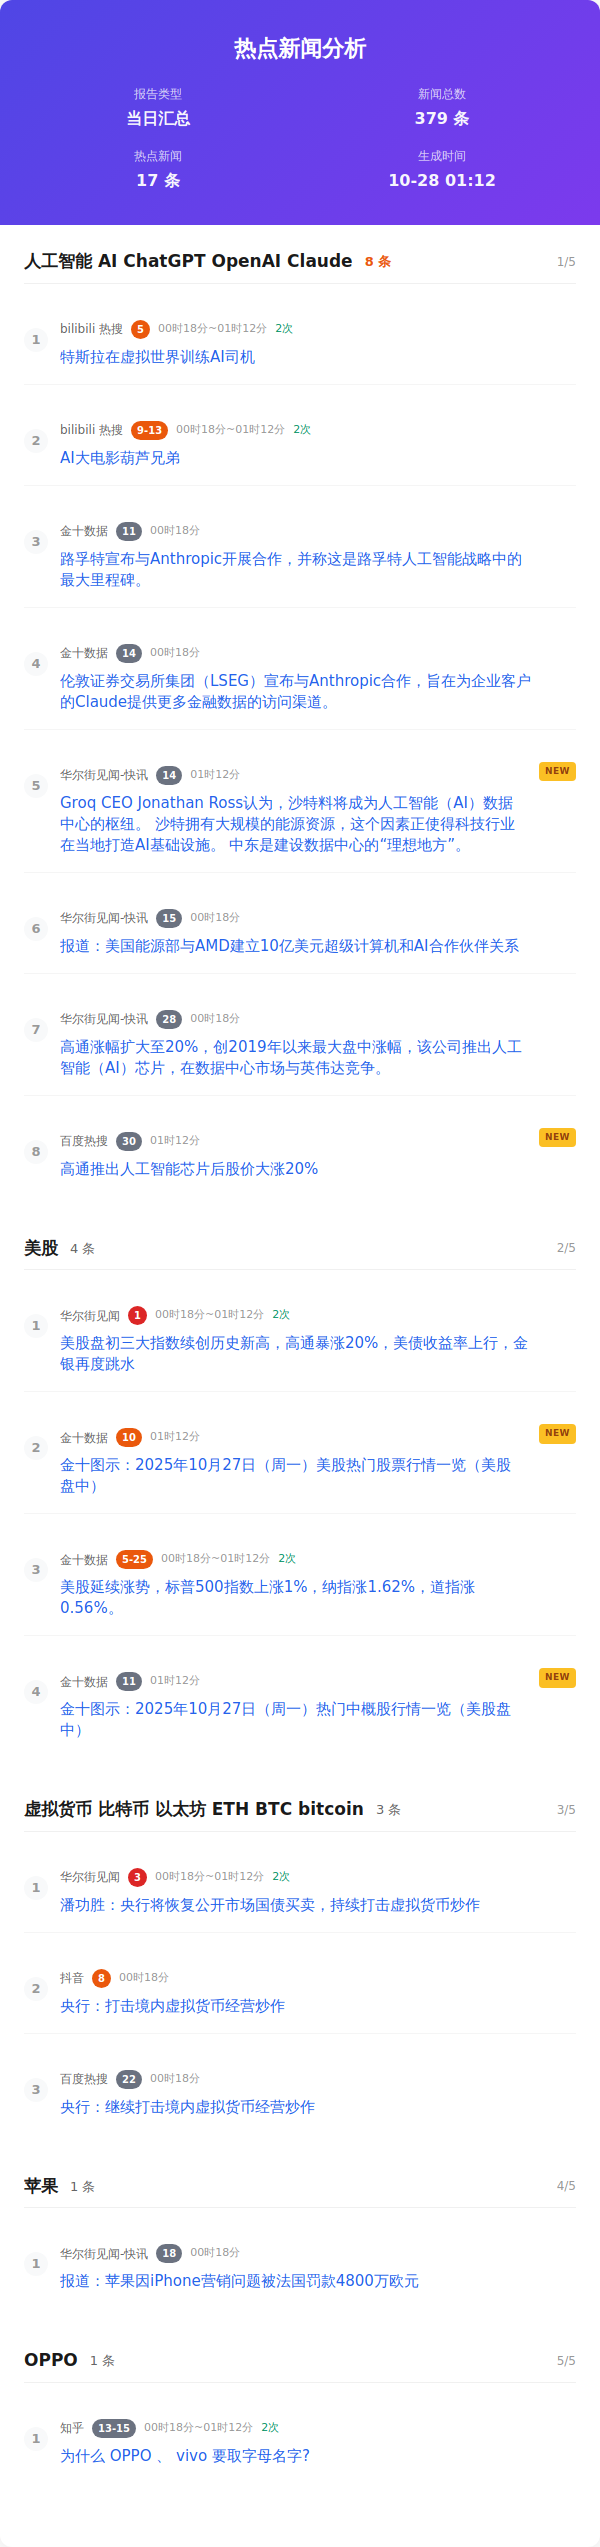 热点新闻分析
报告类型
当日汇总
新闻总数
379 条
热点新闻
17 条
生成时间
10-28 01:12
人工智能 AI ChatGPT OpenAI Claude 8 条 1/5
1
bilibili 热搜 5 00时18分~01时12分 2次
特斯拉在虚拟世界训练AI司机
2
bilibili 热搜 9-13 00时18分~01时12分 2次
AI大电影葫芦兄弟
3
金十数据 11 00时18分
路孚特宣布与Anthropic开展合作，并称这是路孚特人工智能战略中的
最大里程碑。
4
金十数据 14 00时18分
伦敦证券交易所集团（LSEG）宣布与Anthropic合作，旨在为企业客户
的Claude提供更多金融数据的访问渠道。
5
华尔街见闻-快讯 14 01时12分 NEW
Groq CEO Jonathan Ross认为，沙特料将成为人工智能（AI）数据
中心的枢纽。 沙特拥有大规模的能源资源，这个因素正使得科技行业
在当地打造AI基础设施。 中东是建设数据中心的“理想地方”。
6
华尔街见闻-快讯 15 00时18分
报道：美国能源部与AMD建立10亿美元超级计算机和AI合作伙伴关系
7
华尔街见闻-快讯 28 00时18分
高通涨幅扩大至20%，创2019年以来最大盘中涨幅，该公司推出人工
智能（AI）芯片，在数据中心市场与英伟达竞争。
8
百度热搜 30 01时12分 NEW
高通推出人工智能芯片后股价大涨20%
美股 4 条 2/5
1
华尔街见闻 1 00时18分~01时12分 2次
美股盘初三大指数续创历史新高，高通暴涨20%，美债收益率上行，金
银再度跳水
2
金十数据 10 01时12分 NEW
金十图示：2025年10月27日（周一）美股热门股票行情一览（美股
盘中）
3
金十数据 5-25 00时18分~01时12分 2次
美股延续涨势，标普500指数上涨1%，纳指涨1.62%，道指涨
0.56%。
4
金十数据 11 01时12分 NEW
金十图示：2025年10月27日（周一）热门中概股行情一览（美股盘
中）
虚拟货币 比特币 以太坊 ETH BTC bitcoin 3 条 3/5
1
华尔街见闻 3 00时18分~01时12分 2次
潘功胜：央行将恢复公开市场国债买卖，持续打击虚拟货币炒作
2
抖音 8 00时18分
央行：打击境内虚拟货币经营炒作
3
百度热搜 22 00时18分
央行：继续打击境内虚拟货币经营炒作
苹果 1 条 4/5
1
华尔街见闻-快讯 18 00时18分
报道：苹果因iPhone营销问题被法国罚款4800万欧元
OPPO 1 条 5/5
1
知乎 13-15 00时18分~01时12分 2次
为什么 OPPO 、 vivo 要取字母名字?